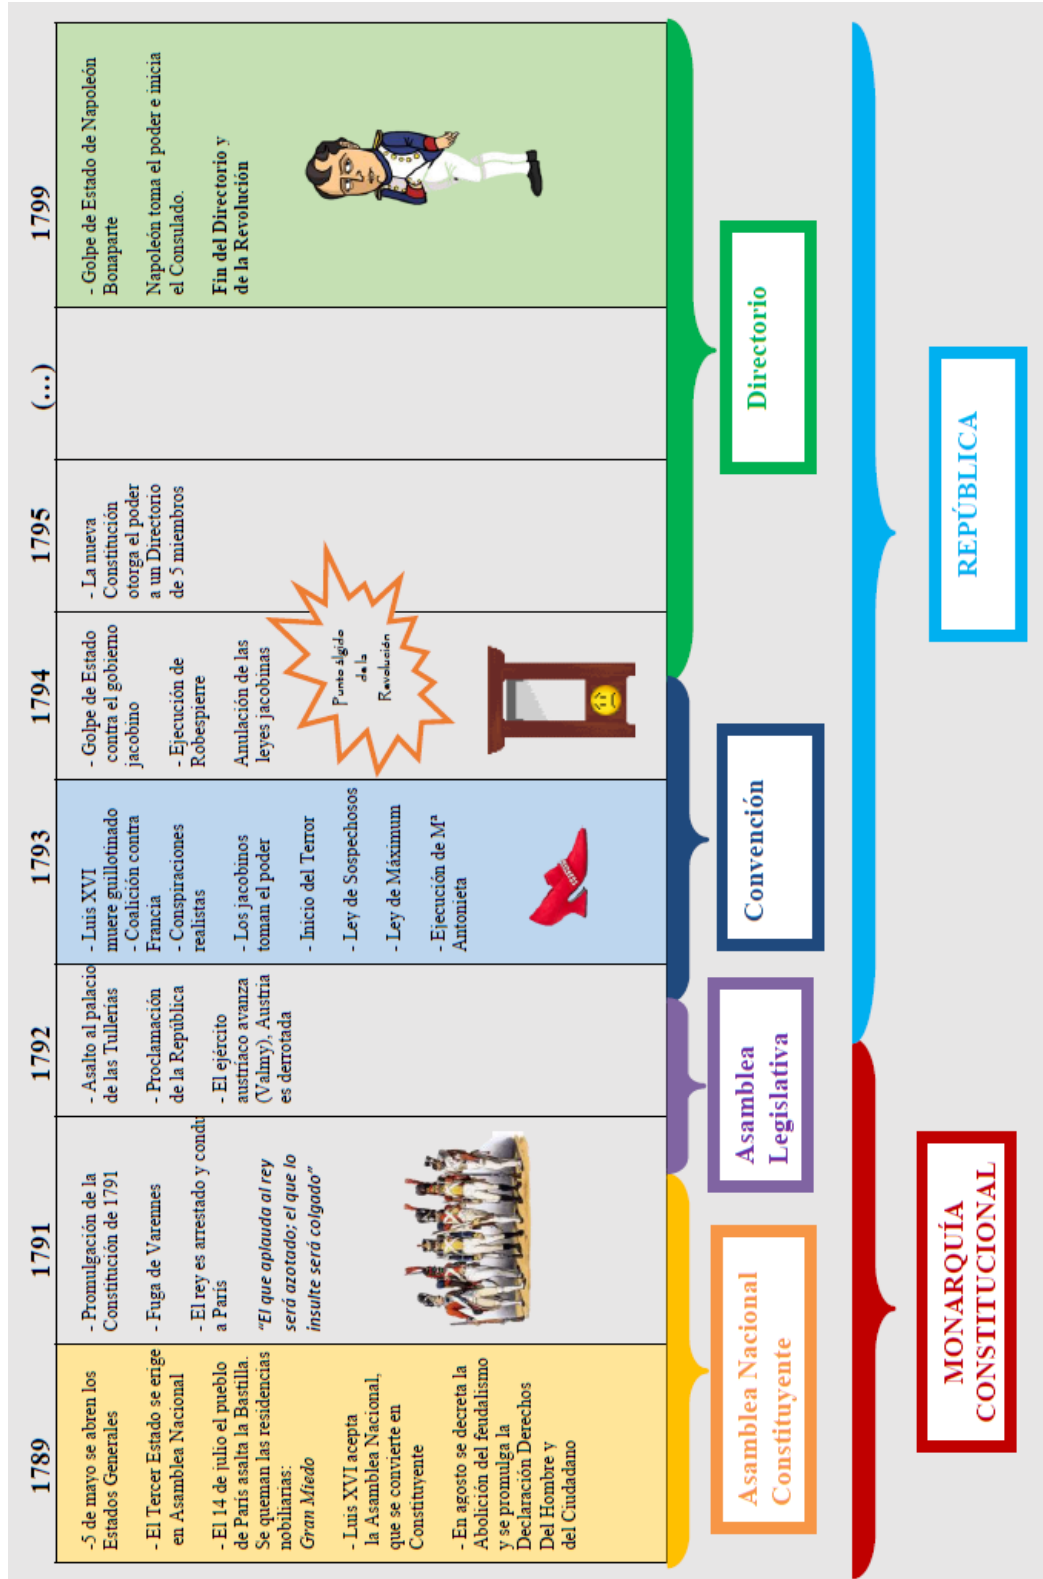 1789
-5 de mayo se abren los
Estados Generales
- El Tercer Estado se erige
en Asamblea Nacional
- El 14 de julio el pueblo
de París asalta la Bastilla.
Se queman las residencias
nobiliarias:
Gran Miedo
- Luis XVI acepta
la Asamblea Nacional,
que se convierte en
Constituyente
- En agosto se decreta la
Abolición del feudalismo
y se promulga la
Declaración Derechos
Del Hombre y
del Ciudadano
1791
- Promulgación de la
Constitución de 1791
- Fuga de Varennes
- El rey es arrestado y condu
a París
"El que aplauda al rey
será azotado; el que lo
insulte será colgado"
1792
- Asalto al palacio
de las Tullerías
- Proclamación
de la República
- El ejército
austríaco avanza
(Valmy), Austria
es derrotada
1793
- Luis XVI
muere guillotinado
- Coalición contra
Francia
- Conspiraciones
realistas
- Los jacobinos
toman el poder
- Inicio del Terror
- Ley de Sospechosos
- Ley de Máximum
- Ejecución de Mª
Antonieta
1794
- Golpe de Estado
contra el gobierno
jacobino
- Ejecución de
Robespierre
Anulación de las
leyes jacobinas
Punto álgido
de la
Revolución
1795
- La nueva
Constitución
otorga el poder
a un Directorio
de 5 miembros
(...)
1799
- Golpe de Estado de Napoleón
Bonaparte
Napoleón toma el poder e inicia
el Consulado.
Fin del Directorio y
de la Revolución
Asamblea Nacional
Constituyente
Asamblea
Legislativa
Convención
Directorio
MONARQUÍA
CONSTITUCIONAL
REPÚBLICA